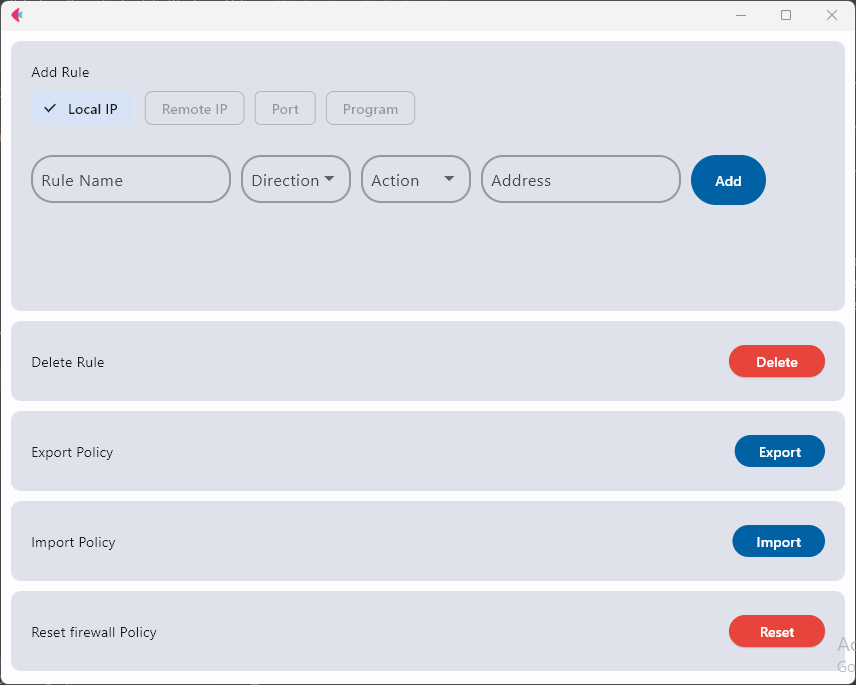 Add Rule
Local IP Remote IP Port Program
Rule Name Direction Action Address Add
Delete Rule Delete
Export Policy Export
Import Policy Import
Reset firewall Policy Reset